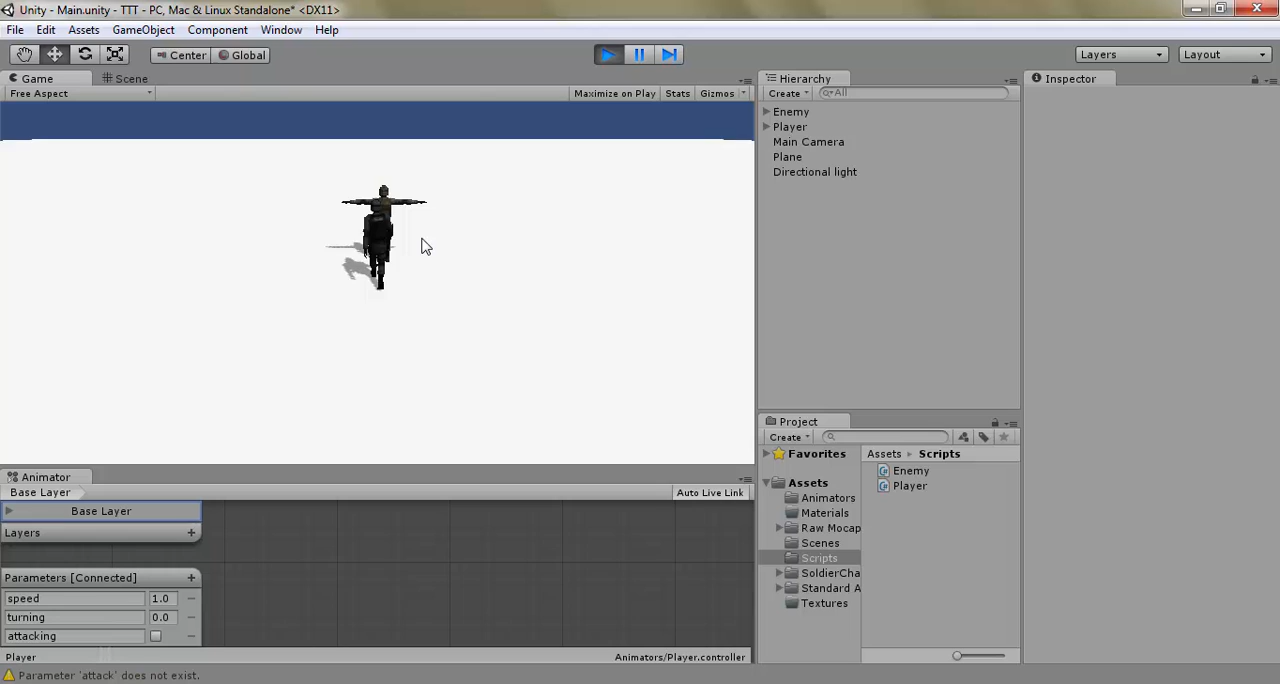 Unity - Main.unity - TTT - PC, Mac & Linux Standalone* <DX11>
File Edit Assets GameObject Component Window Help
Center Global Layers Layout
Game Scene Hierarchy Inspector
Free Aspect Maximize on Play Stats Gizmos Create All
Enemy
Player
Main Camera
Plane
Directional light
Project
Create
Favorites Assets Scripts
Enemy
Assets Player
Animators
Materials
Raw Mocap
Scenes
Scripts
SoldierCha
Standard A
Textures
Animator
Base Layer Auto Live Link
Base Layer
Layers
Parameters [Connected]
speed 1.0
turning 0.0
attacking
Player Animators/Player.controller
Parameter 'attack' does not exist.